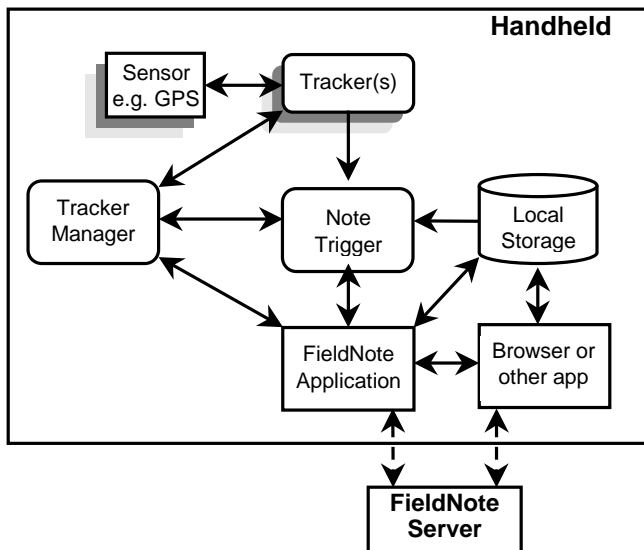 Handheld
Sensor
e.g. GPS
Tracker(s)
Tracker
Manager
Note
Trigger
Local
Storage
FieldNote
Application
Browser or
other app
FieldNote
Server